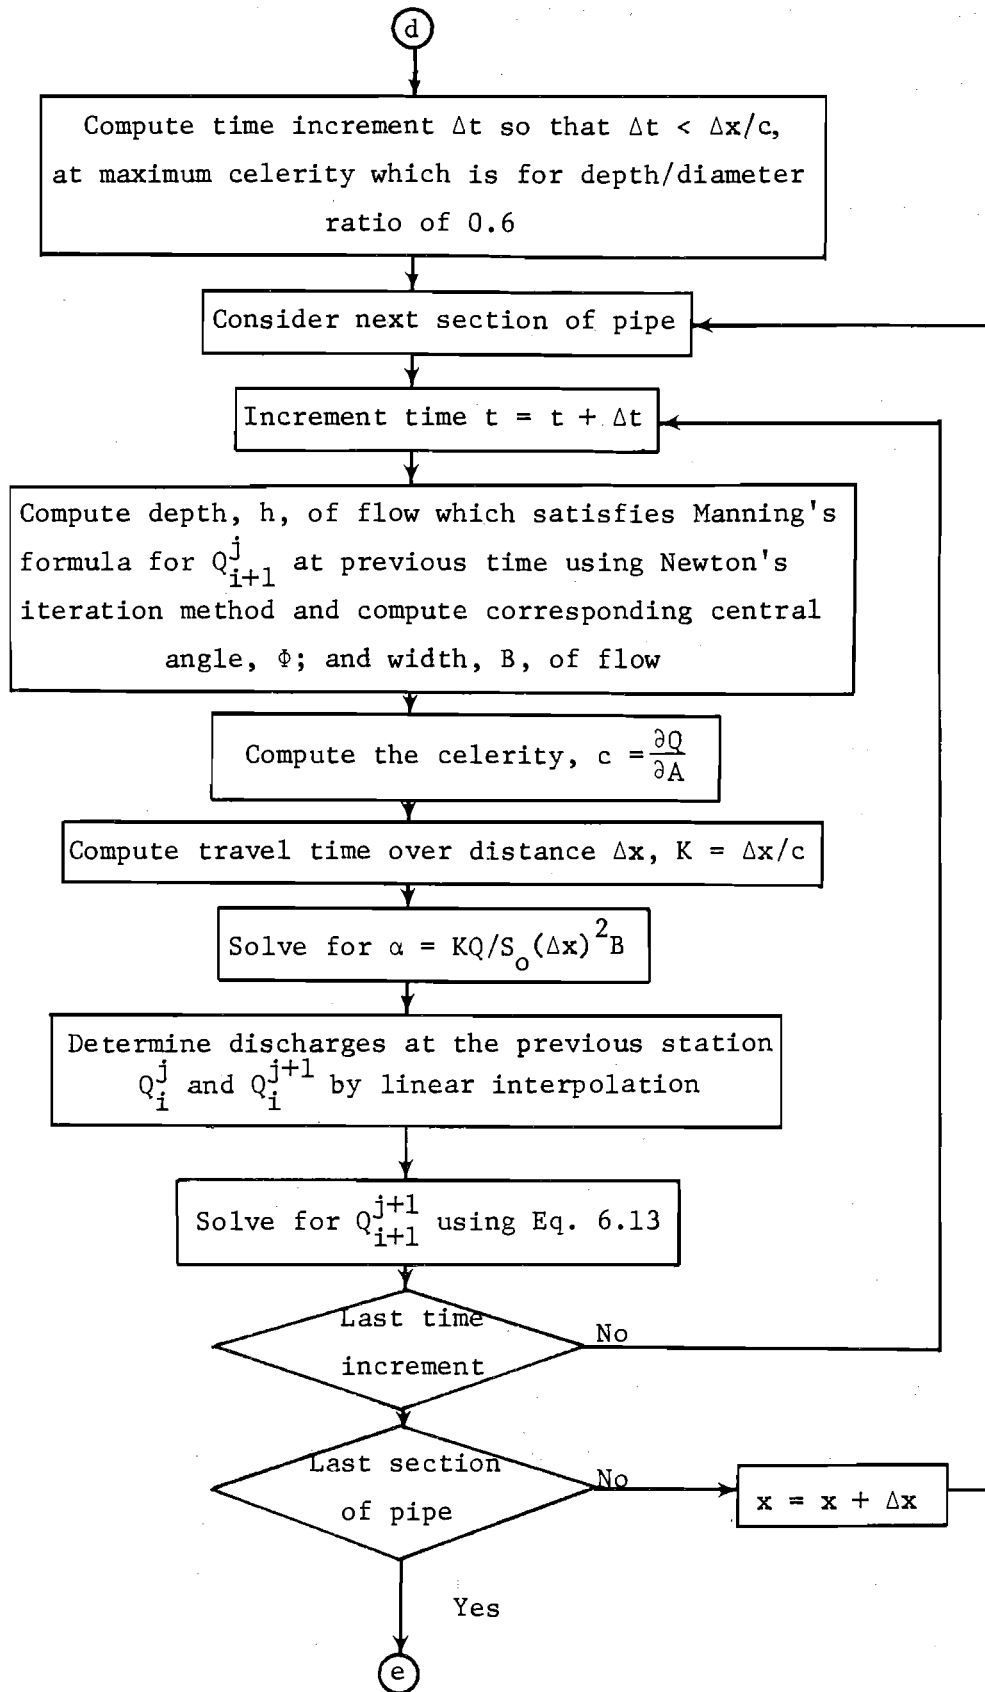 d
Compute time increment Δt so that Δt < Δx/c,
at maximum celerity which is for depth/diameter
ratio of 0.6
Consider next section of pipe
Increment time t = t + Δt
Compute depth, h, of flow which satisfies Manning's
formula for Q_{i+1}^{j} at previous time using Newton's
iteration method and compute corresponding central
angle, Φ; and width, B, of flow
Compute the celerity, c = ∂Q/∂A
Compute travel time over distance Δx, K = Δx/c
Solve for α = KQ/S_o(Δx)^2B
Determine discharges at the previous station
Q_i^j and Q_i^{j+1} by linear interpolation
Solve for Q_{i+1}^{j+1} using Eq. 6.13
Last time
increment
No
Last section
of pipe
No
x = x + Δx
Yes
e